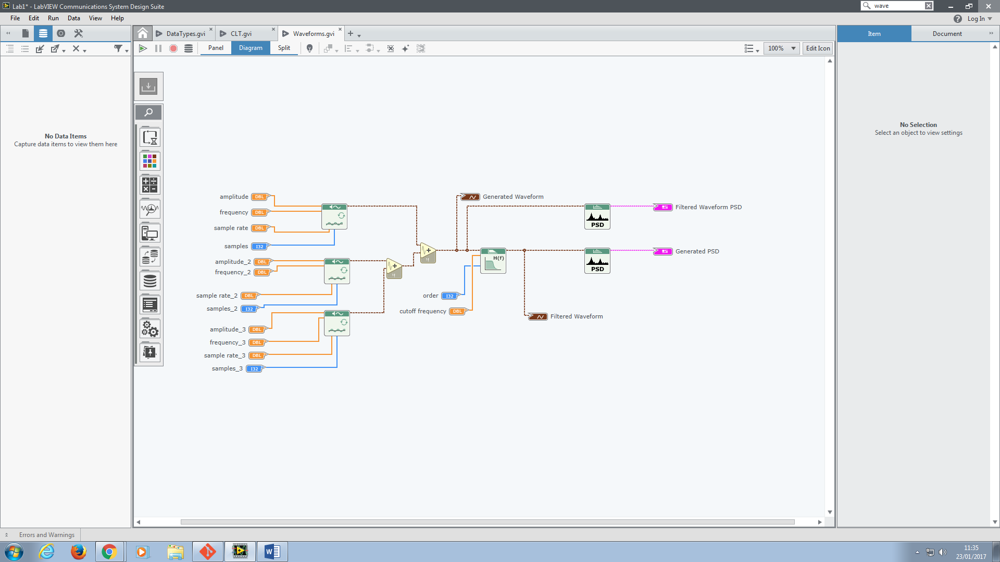 Lab1* - LabVIEW Communications System Design Suite
wave
File Edit Run Data View Help
Log In
DataTypes.gvi
CLT.gvi
Waveforms.gvi
Item
Document
Panel
Diagram
Split
100%
Edit Icon
No Data Items
Capture data items to view them here
No Selection
Select an object to view settings
amplitude DBL
Generated Waveform
Filtered Waveform PSD
frequency DBL
PSD
sample rate DBL
samples I32
Generated PSD
H(f)
amplitude_2 DBL
PSD
frequency_2 DBL
sample rate_2 DBL
order I32
samples_2 I32
cutoff frequency DBL
Filtered Waveform
amplitude_3 DBL
frequency_3 DBL
sample rate_3 DBL
samples_3 I32
Errors and Warnings
11:35
23/01/2017